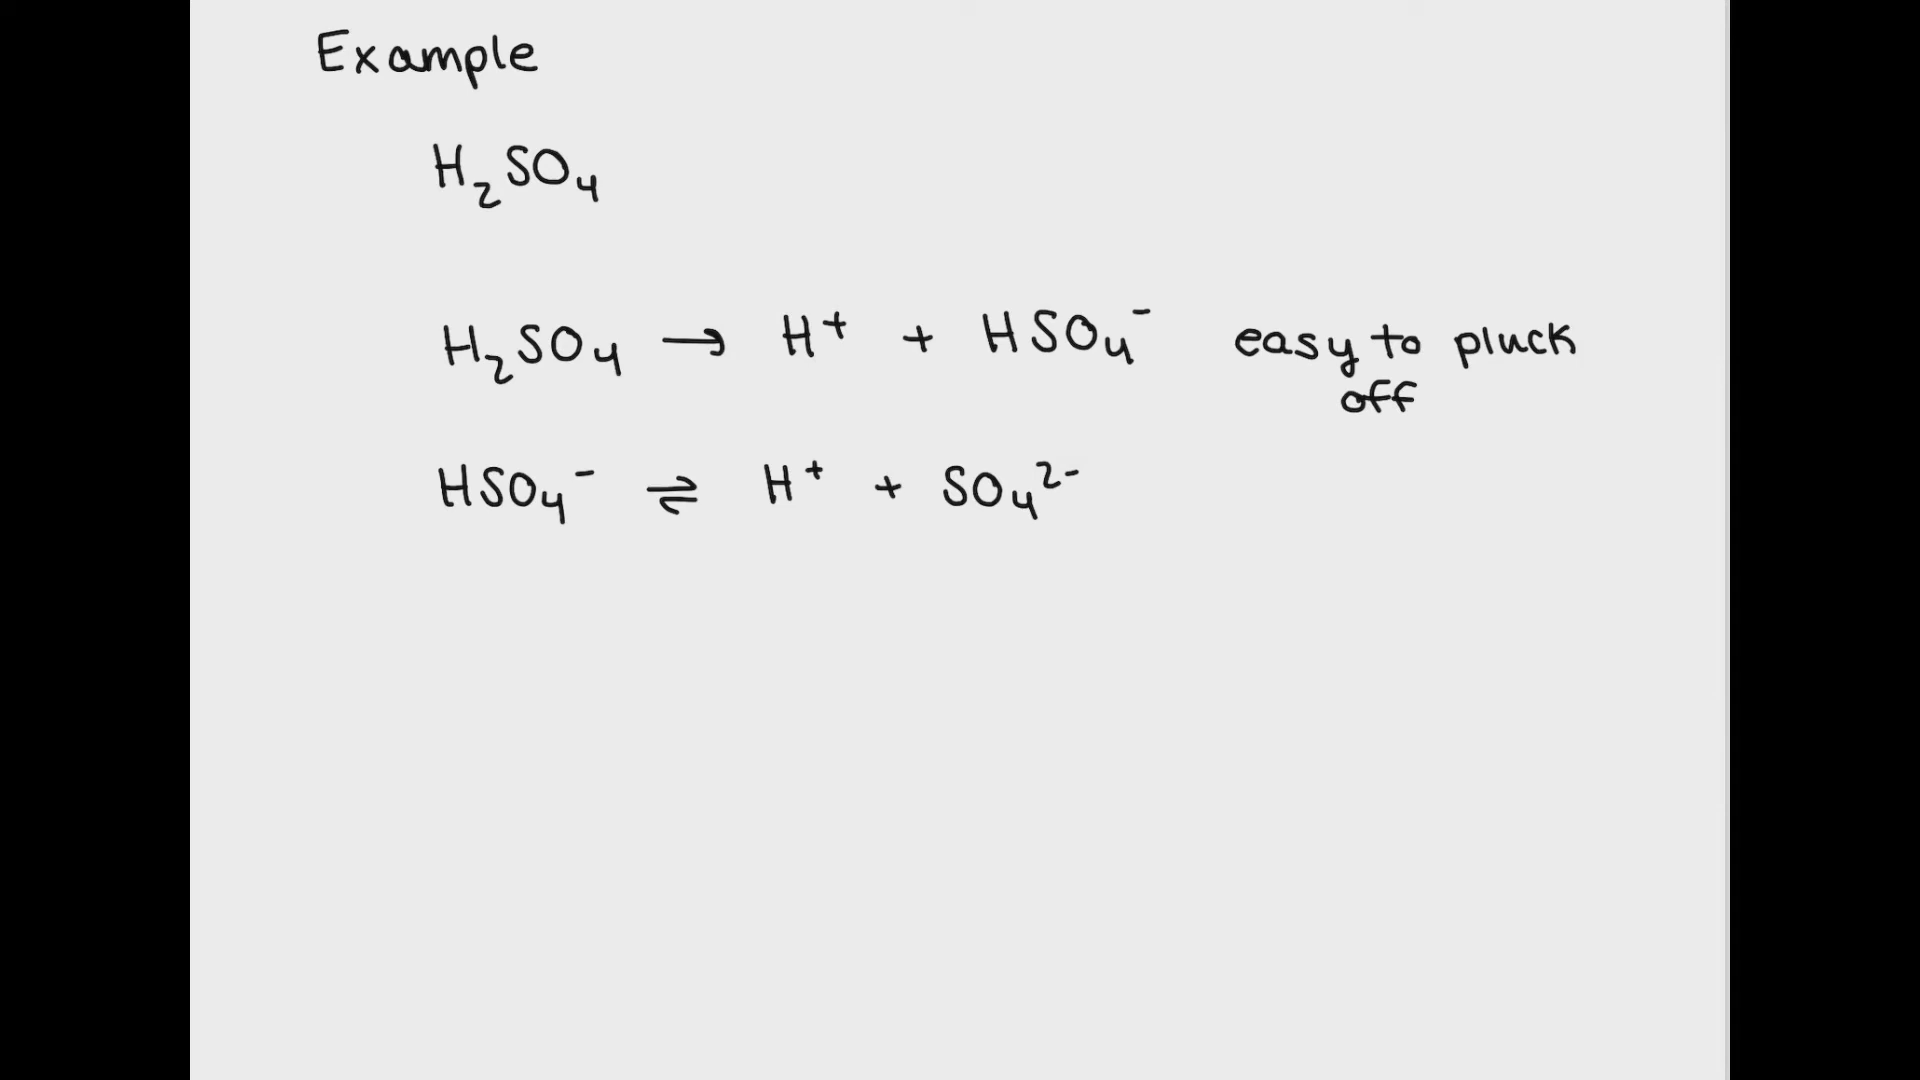 Example
H₂SO₄
H₂SO₄ → H⁺ + HSO₄⁻ easy to pluck
off
HSO₄⁻ ⇌ H⁺ + SO₄²⁻